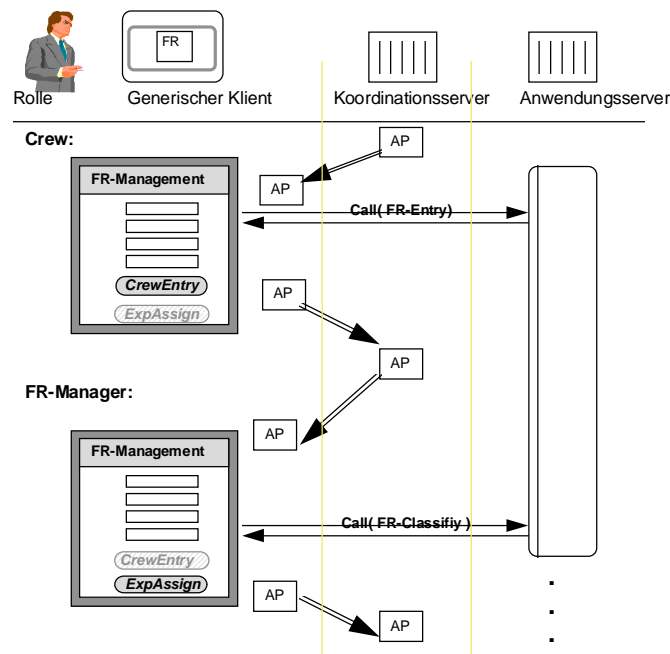 FR
Rolle
Generischer Klient
Koordinationsserver
Anwendungsserver
Crew:
AP
FR-Management
AP
Call( FR-Entry)
CrewEntry
AP
ExpAssign
AP
FR-Manager:
AP
FR-Management
Call( FR-Classifiy )
CrewEntry
ExpAssign
AP
AP